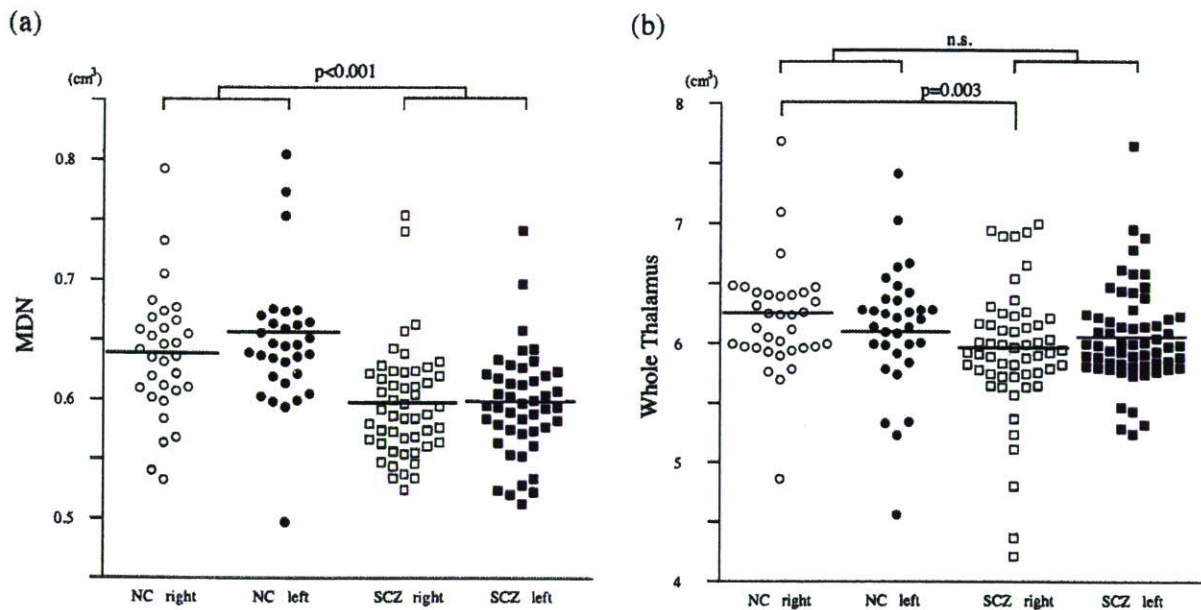 (a)
(cm³)
p<0.001
0.8
0.7
0.6
0.5
MDN
NC right
NC left
SCZ right
SCZ left
(b)
(cm³)
n.s.
p=0.003
8
7
6
5
4
Whole Thalamus
NC right
NC left
SCZ right
SCZ left